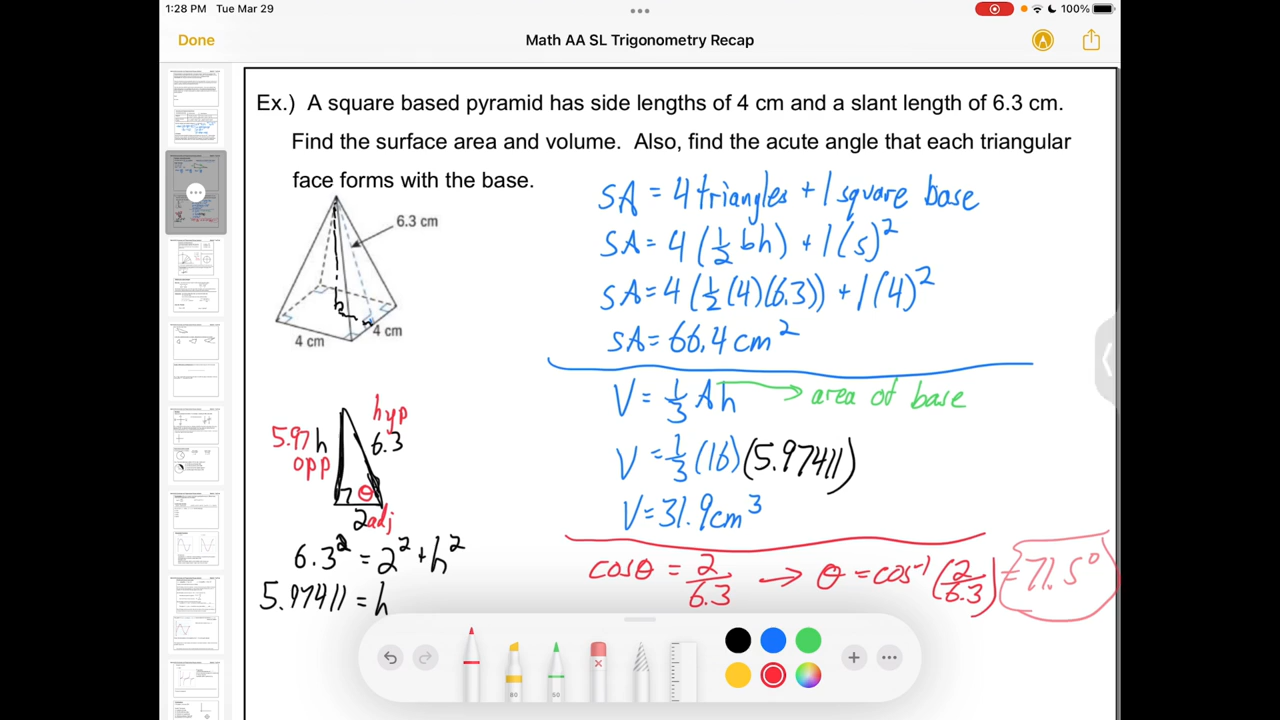 1:28 PM Tue Mar 29
100%
Done
Math AA SL Trigonometry Recap
Ex.) A square based pyramid has side lengths of 4 cm and a slant length of 6.3 cm.
Find the surface area and volume. Also, find the acute angle that each triangular
face forms with the base.
6.3 cm
4 cm
4 cm
SA = 4 triangles + 1 square base
SA = 4 (½ bh) + 1(s)²
SA = 4 (½(4)(6.3)) + 1(4)²
SA = 66.4 cm²
V = ⅓ Ah → area of base
V = ⅓ (16)(5.97411)
V = 31.9 cm³
hyp
5.97 h 6.3
opp
θ
2 adj
6.3² = 2² + h²
5.97411 = h
cosθ = 2/6.3 → θ = cos⁻¹(2/6.3) = 71.5°
80
50